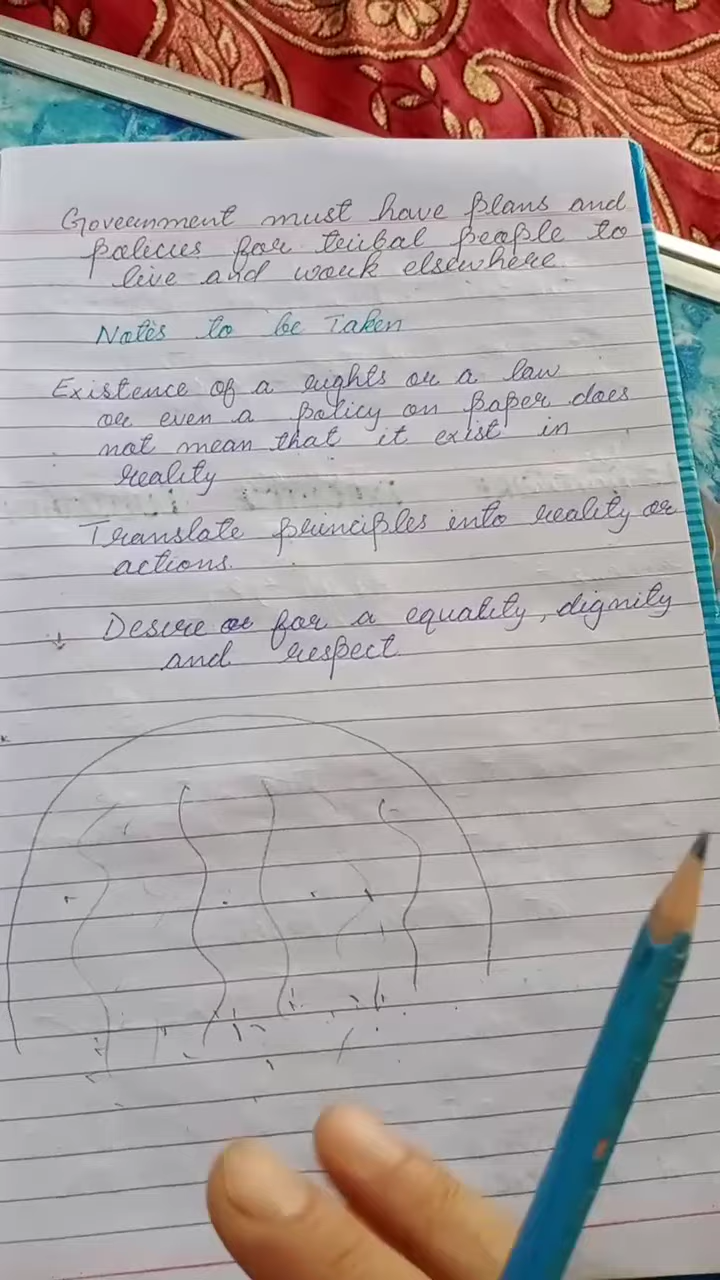 Government must have plans and
policies for tribal people to
live and work elsewhere
Notes to be Taken
Existence of a rights or a law
or even a policy on paper does
not mean that it exist in
reality
Translate principles into reality or
actions.
Desire or for a equality, dignity
and respect